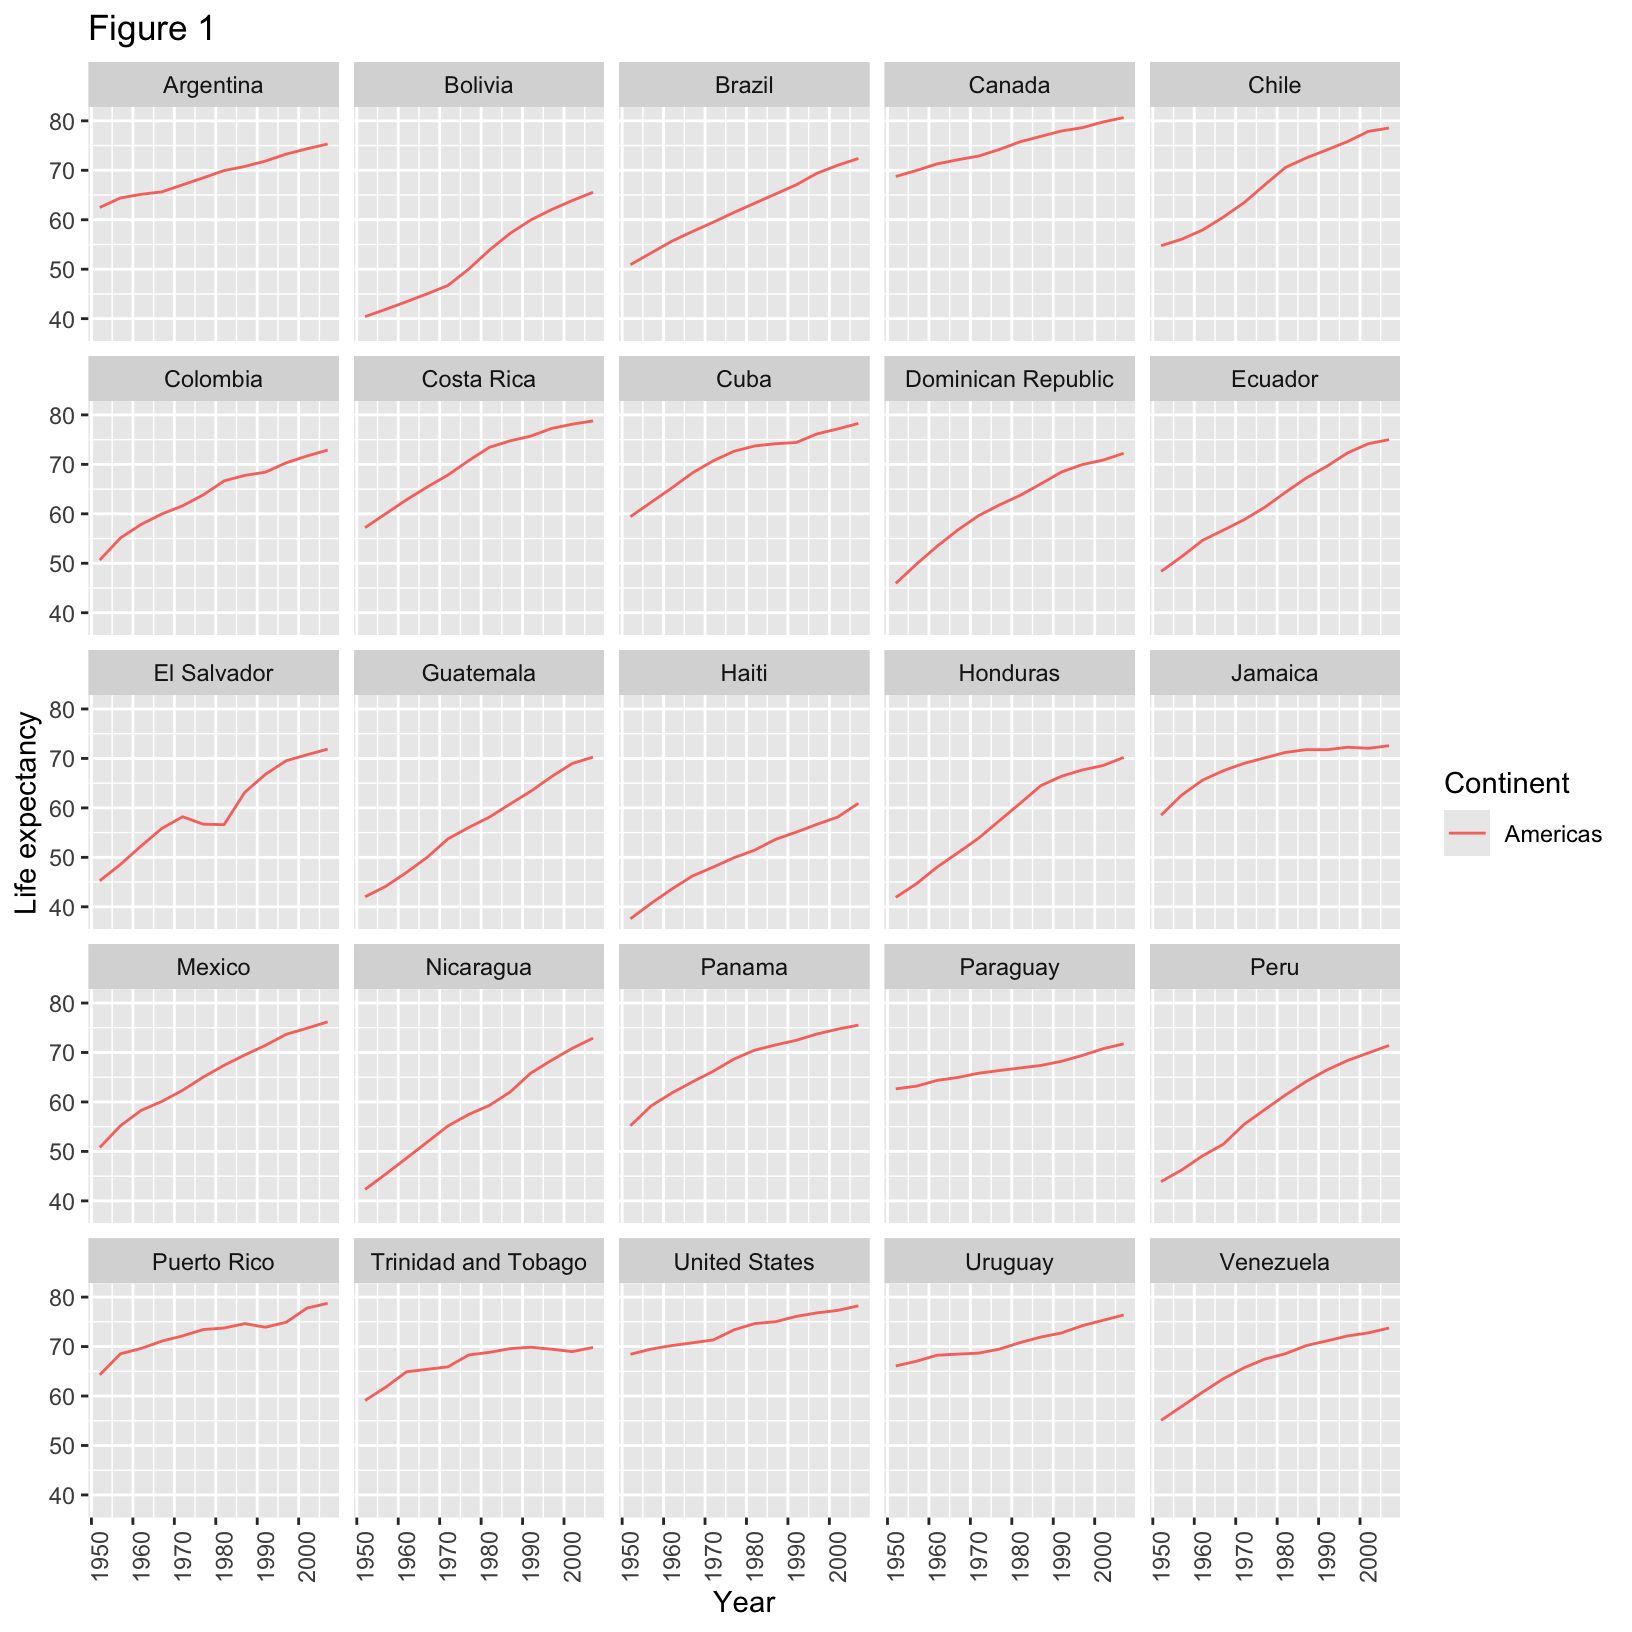 Figure 1
Argentina
Bolivia
Brazil
Canada
Chile
80
70
60
50
40
Colombia
Costa Rica
Cuba
Dominican Republic
Ecuador
80
70
60
50
40
El Salvador
Guatemala
Haiti
Honduras
Jamaica
80
70
60
50
40
Mexico
Nicaragua
Panama
Paraguay
Peru
80
70
60
50
40
Puerto Rico
Trinidad and Tobago
United States
Uruguay
Venezuela
80
70
60
50
40
1950
1960
1970
1980
1990
2000
1950
1960
1970
1980
1990
2000
1950
1960
1970
1980
1990
2000
1950
1960
1970
1980
1990
2000
1950
1960
1970
1980
1990
2000
Year
Life expectancy
Continent
Americas